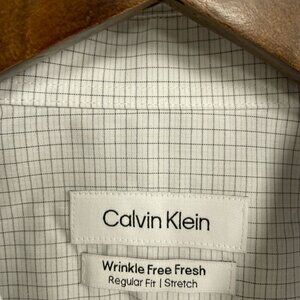 Calvin Klein
Wrinkle Free Fresh
Regular Fit | Stretch